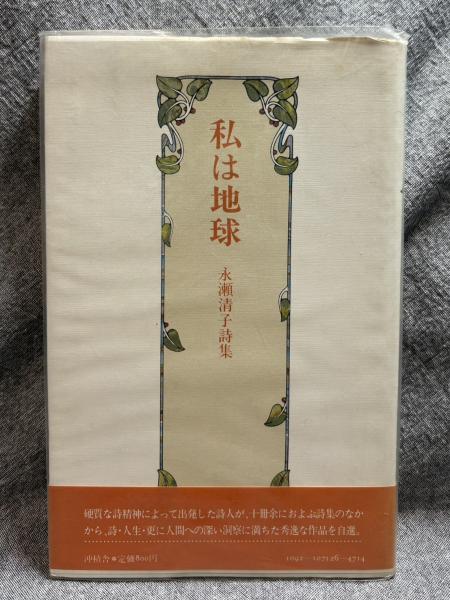 私は地球
永瀬清子詩集
硬質な詩精神によって出発した詩人が、十冊余におよぶ詩集のなか
から、詩・人生・更に人間への深い洞察に満ちた秀逸な作品を自選。
沖積舎●定価800円
1092—107126—4714